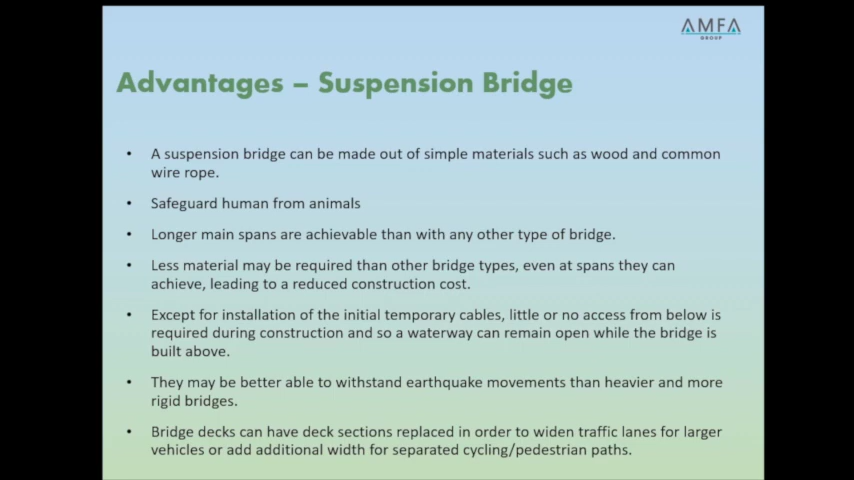 AMFA
GROUP
Advantages – Suspension Bridge
• A suspension bridge can be made out of simple materials such as wood and common
wire rope.
• Safeguard human from animals
• Longer main spans are achievable than with any other type of bridge.
• Less material may be required than other bridge types, even at spans they can
achieve, leading to a reduced construction cost.
• Except for installation of the initial temporary cables, little or no access from below is
required during construction and so a waterway can remain open while the bridge is
built above.
• They may be better able to withstand earthquake movements than heavier and more
rigid bridges.
• Bridge decks can have deck sections replaced in order to widen traffic lanes for larger
vehicles or add additional width for separated cycling/pedestrian paths.